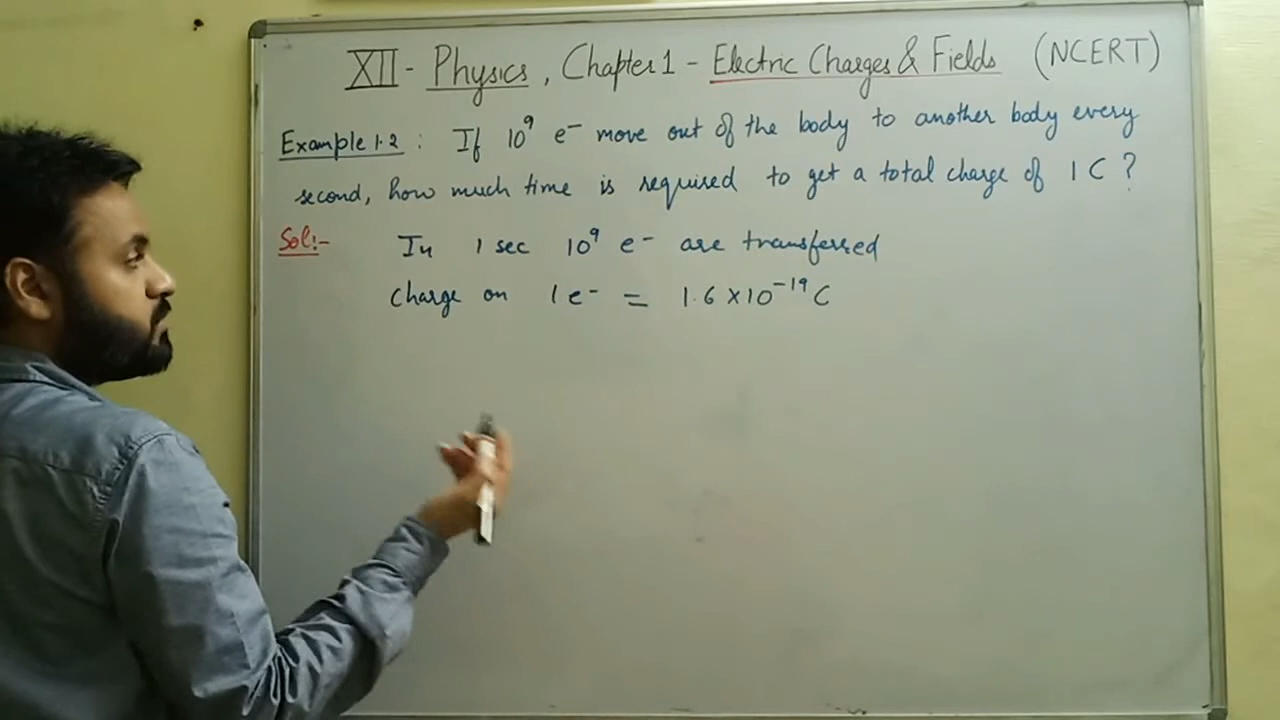 XII - Physics, Chapter 1 - Electric Charges & Fields (NCERT)
Example 1.2 : If 10⁹ e⁻ move out of the body to another body every
second, how much time is required to get a total charge of 1 C ?
Sol:- In 1 sec 10⁹ e⁻ are transferred
charge on 1 e⁻ = 1.6 X 10⁻¹⁹ C